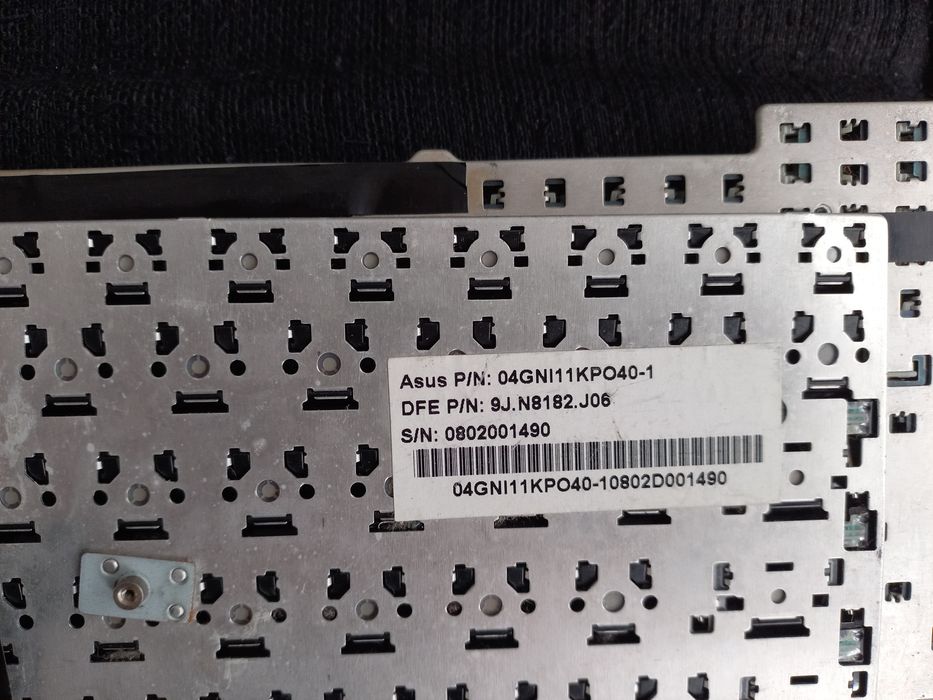 Asus P/N: 04GNI11KPO40-1
DFE P/N: 9J.N8182.J06
S/N: 0802001490
04GNI11KPO40-10802D001490